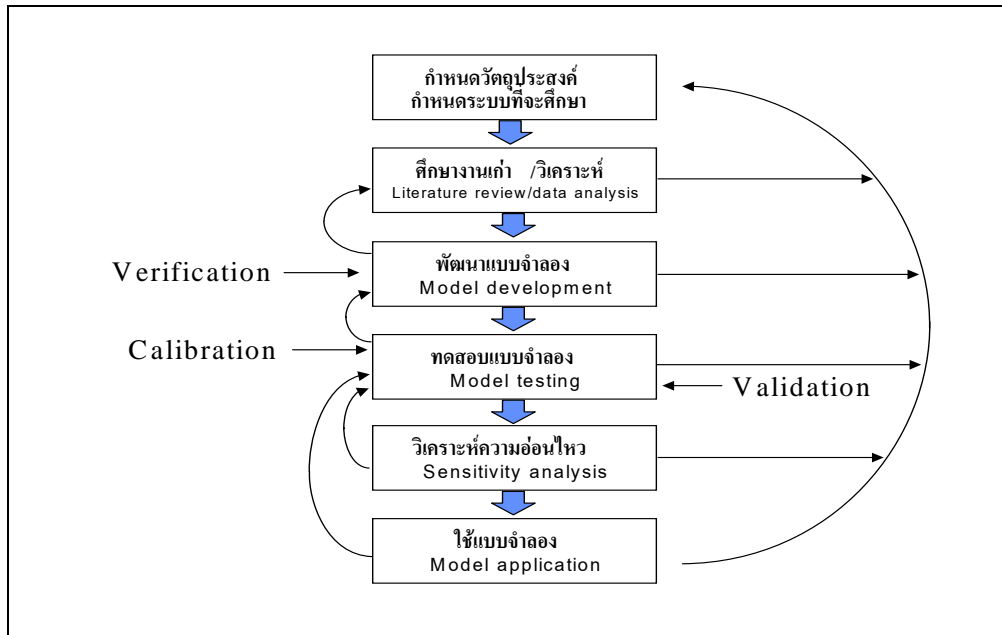 กำหนดวัตถุประสงค์
กำหนดระบบที่จะศึกษา
ศึกษางานเก่า /วิเคราะห์
Literature review/data analysis
พัฒนาแบบจำลอง
Model development
Verification
ทดสอบแบบจำลอง
Model testing
Calibration
Validation
วิเคราะห์ความอ่อนไหว
Sensitivity analysis
ใช้แบบจำลอง
Model application